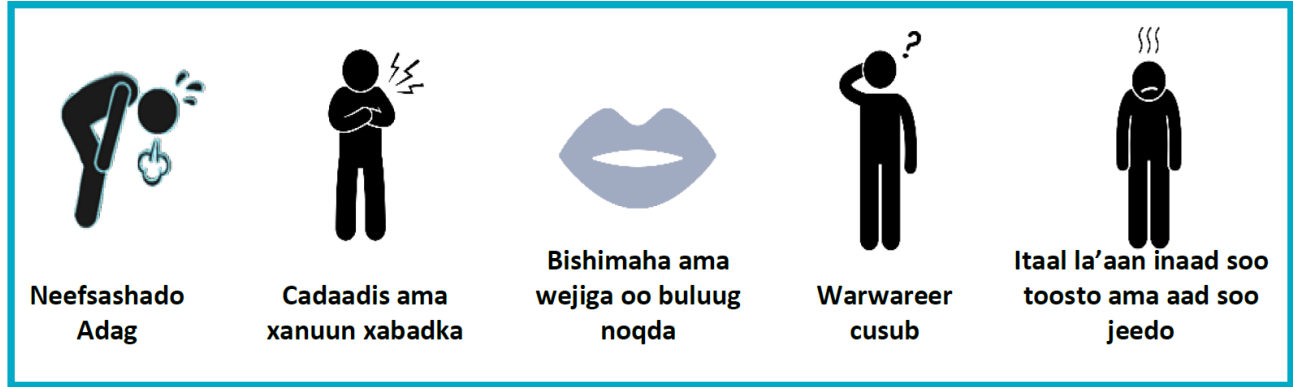 Neefsashado
Adag
Cadaadis ama
xanuun xabadka
Bishimaha ama
wejiga oo buluug
noqda
?
Warwareer
cusub
Itaal la’aan inaad soo
toosto ama aad soo
jeedo